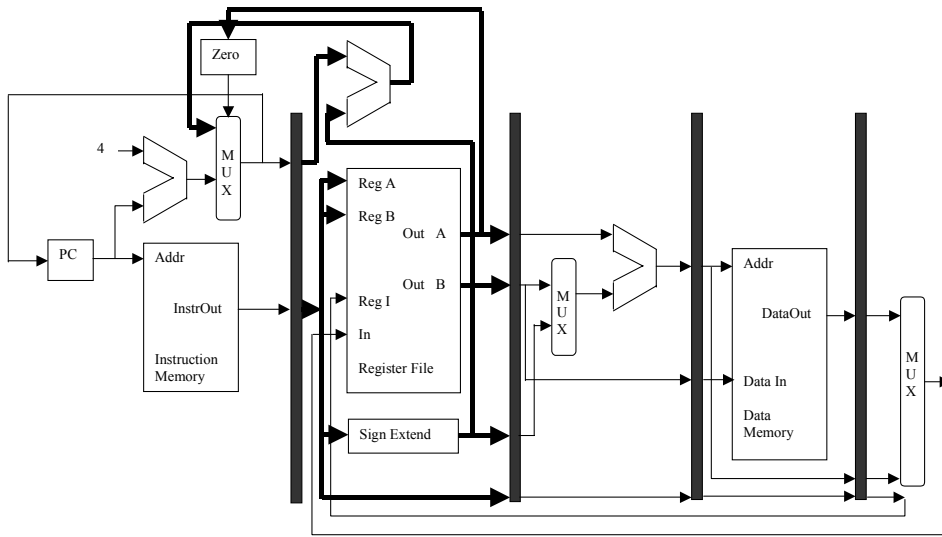 Zero
4
M
U
X
PC
Addr
InstrOut
Instruction
Memory
Reg A
Reg B
Out A
Out B
Reg I
In
Register File
Sign Extend
M
U
X
Addr
DataOut
Data In
Data
Memory
M
U
X